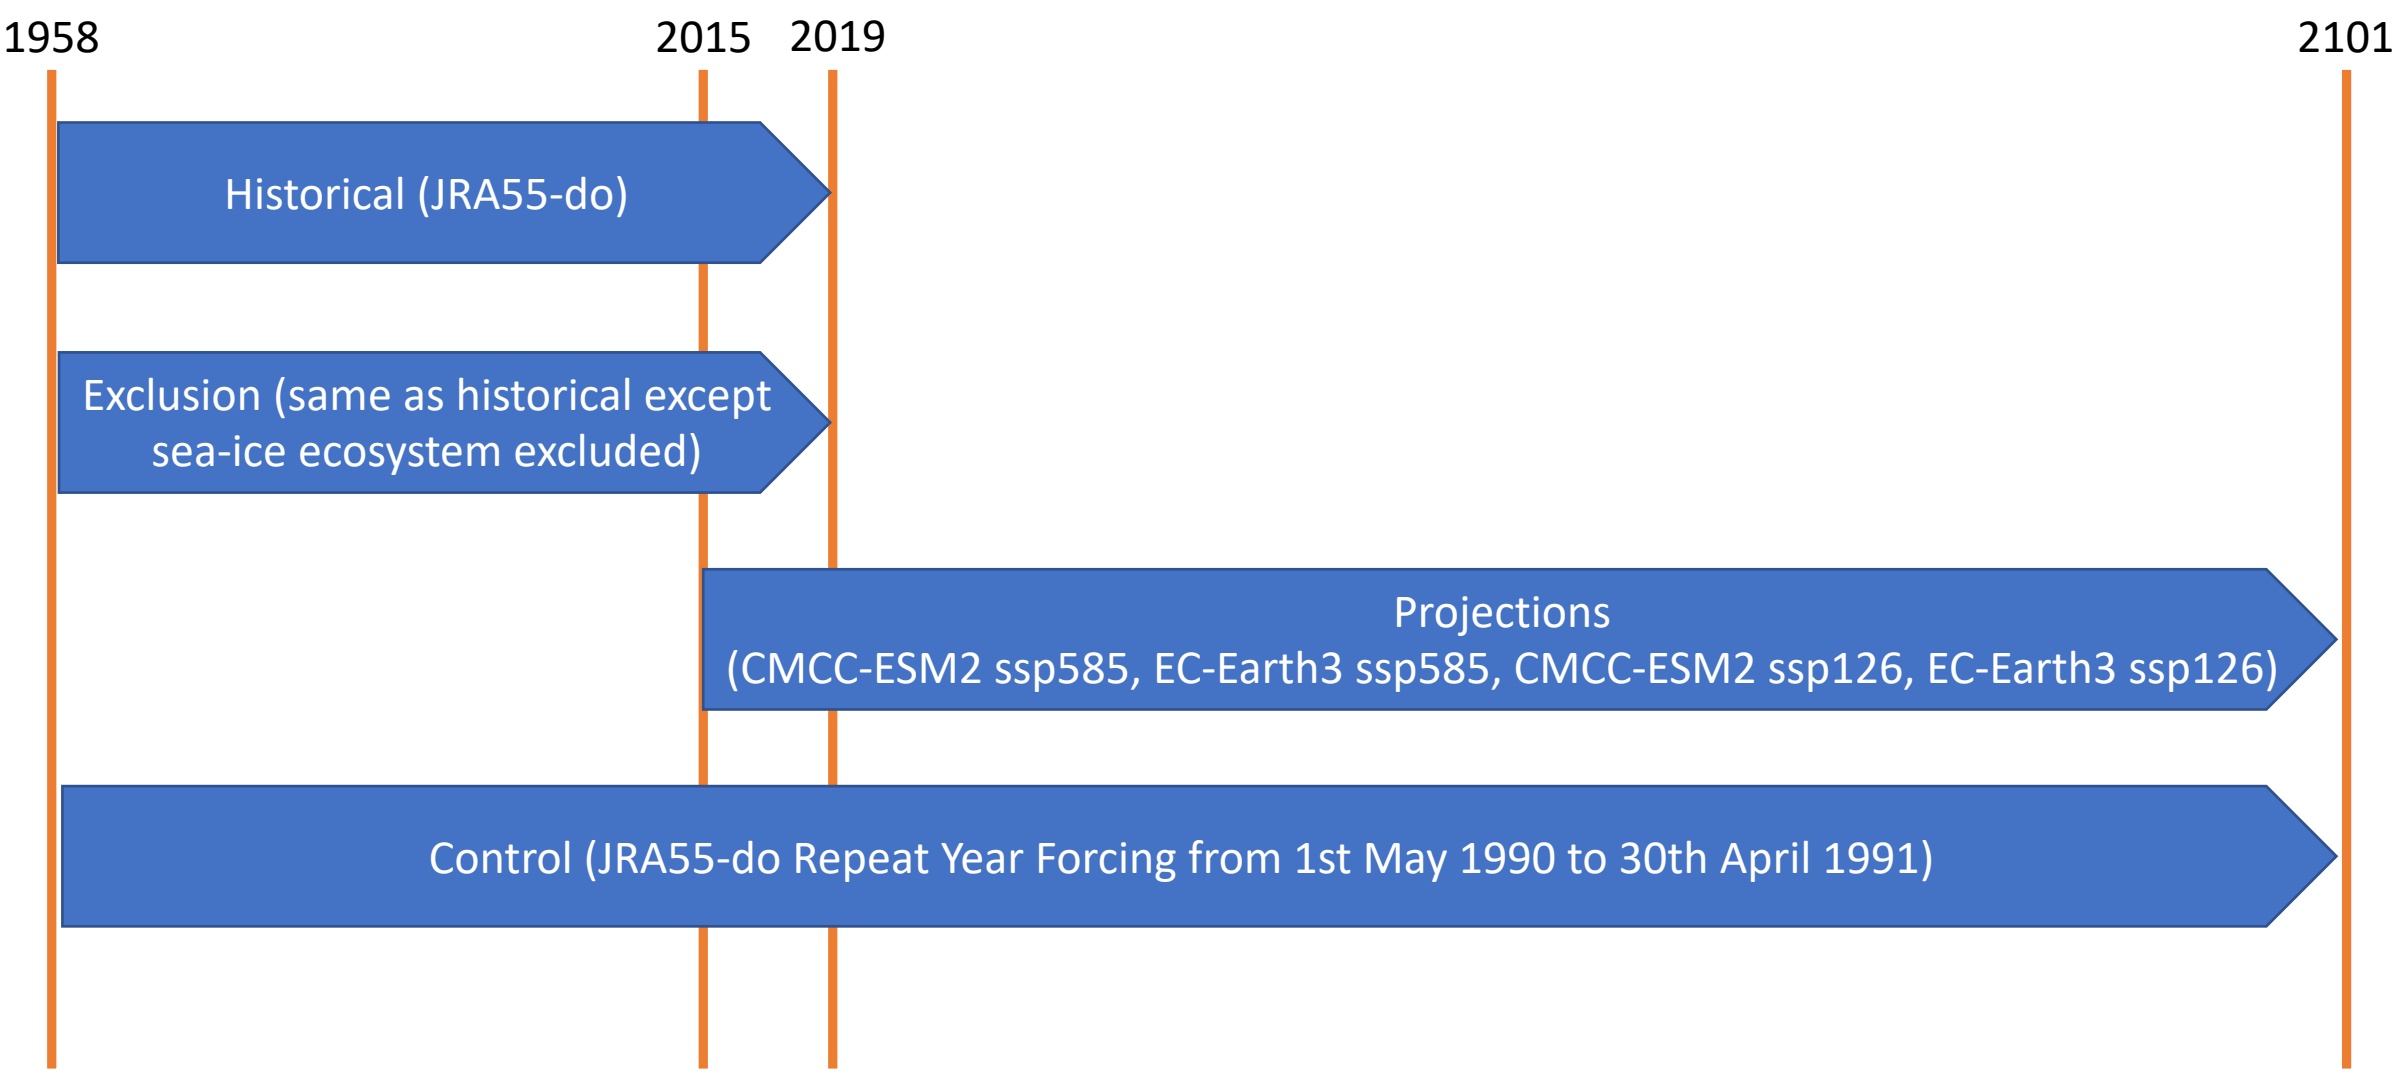 1958
2015
2019
2101
Historical (JRA55-do)
Exclusion (same as historical except
sea-ice ecosystem excluded)
Projections
(CMCC-ESM2 ssp585, EC-Earth3 ssp585, CMCC-ESM2 ssp126, EC-Earth3 ssp126)
Control (JRA55-do Repeat Year Forcing from 1st May 1990 to 30th April 1991)